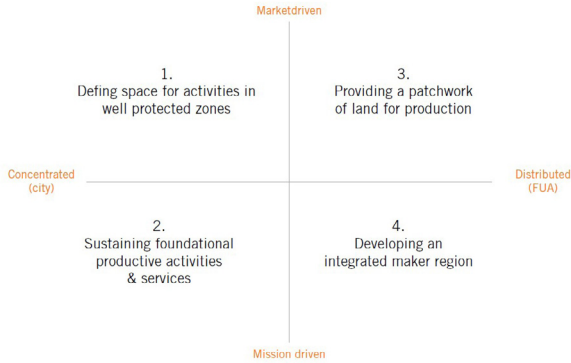 Marketdriven
1.
Defing space for activities in
well protected zones
3.
Providing a patchwork
of land for production
Concentrated
(city)
Distributed
(FUA)
2.
Sustaining foundational
productive activities
& services
4.
Developing an
integrated maker region
Mission driven